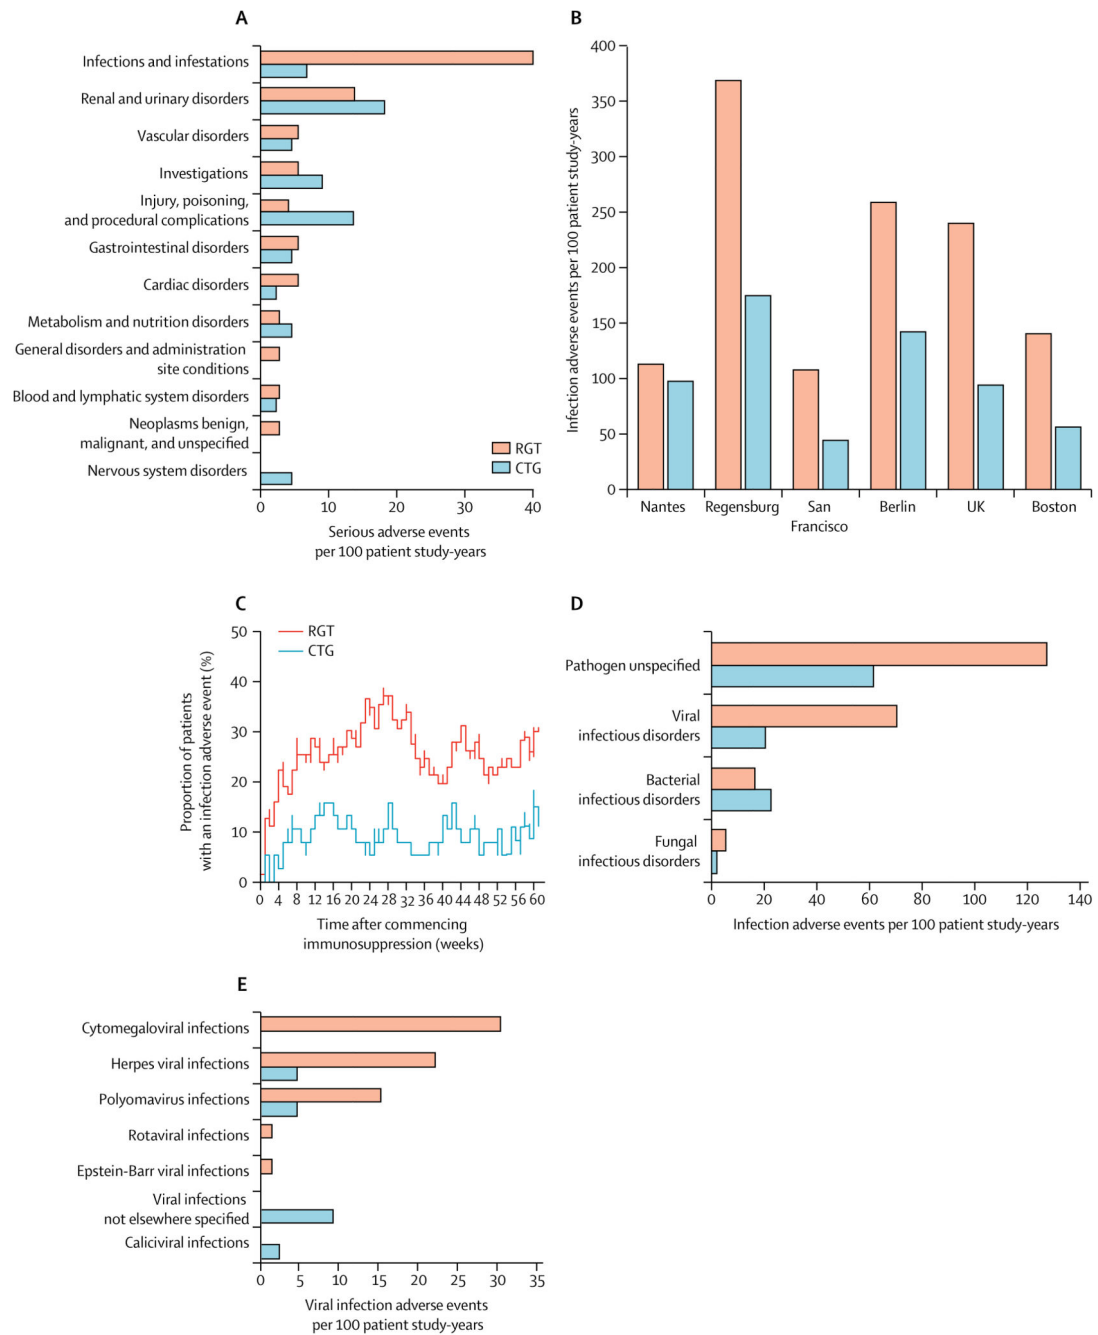 A
Infections and infestations
Renal and urinary disorders
Vascular disorders
Investigations
Injury, poisoning,
and procedural complications
Gastrointestinal disorders
Cardiac disorders
Metabolism and nutrition disorders
General disorders and administration
site conditions
Blood and lymphatic system disorders
Neoplasms benign,
malignant, and unspecified
Nervous system disorders
RGT
CTG
0 10 20 30 40
Serious adverse events
per 100 patient study-years
B
Infection adverse events per 100 patient study-years
400
350
300
250
200
150
100
50
0
Nantes Regensburg San Berlin UK Boston
Francisco
C
Proportion of patients
with an infection adverse event (%)
50
40
30
20
10
0
RGT
CTG
0 4 8 12 16 20 24 28 32 36 40 44 48 52 56 60
Time after commencing
immunosuppression (weeks)
D
Pathogen unspecified
Viral
infectious disorders
Bacterial
infectious disorders
Fungal
infectious disorders
0 20 40 60 80 100 120 140
Infection adverse events per 100 patient study-years
E
Cytomegaloviral infections
Herpes viral infections
Polyomavirus infections
Rotaviral infections
Epstein-Barr viral infections
Viral infections
not elsewhere specified
Caliciviral infections
0 5 10 15 20 25 30 35
Viral infection adverse events
per 100 patient study-years